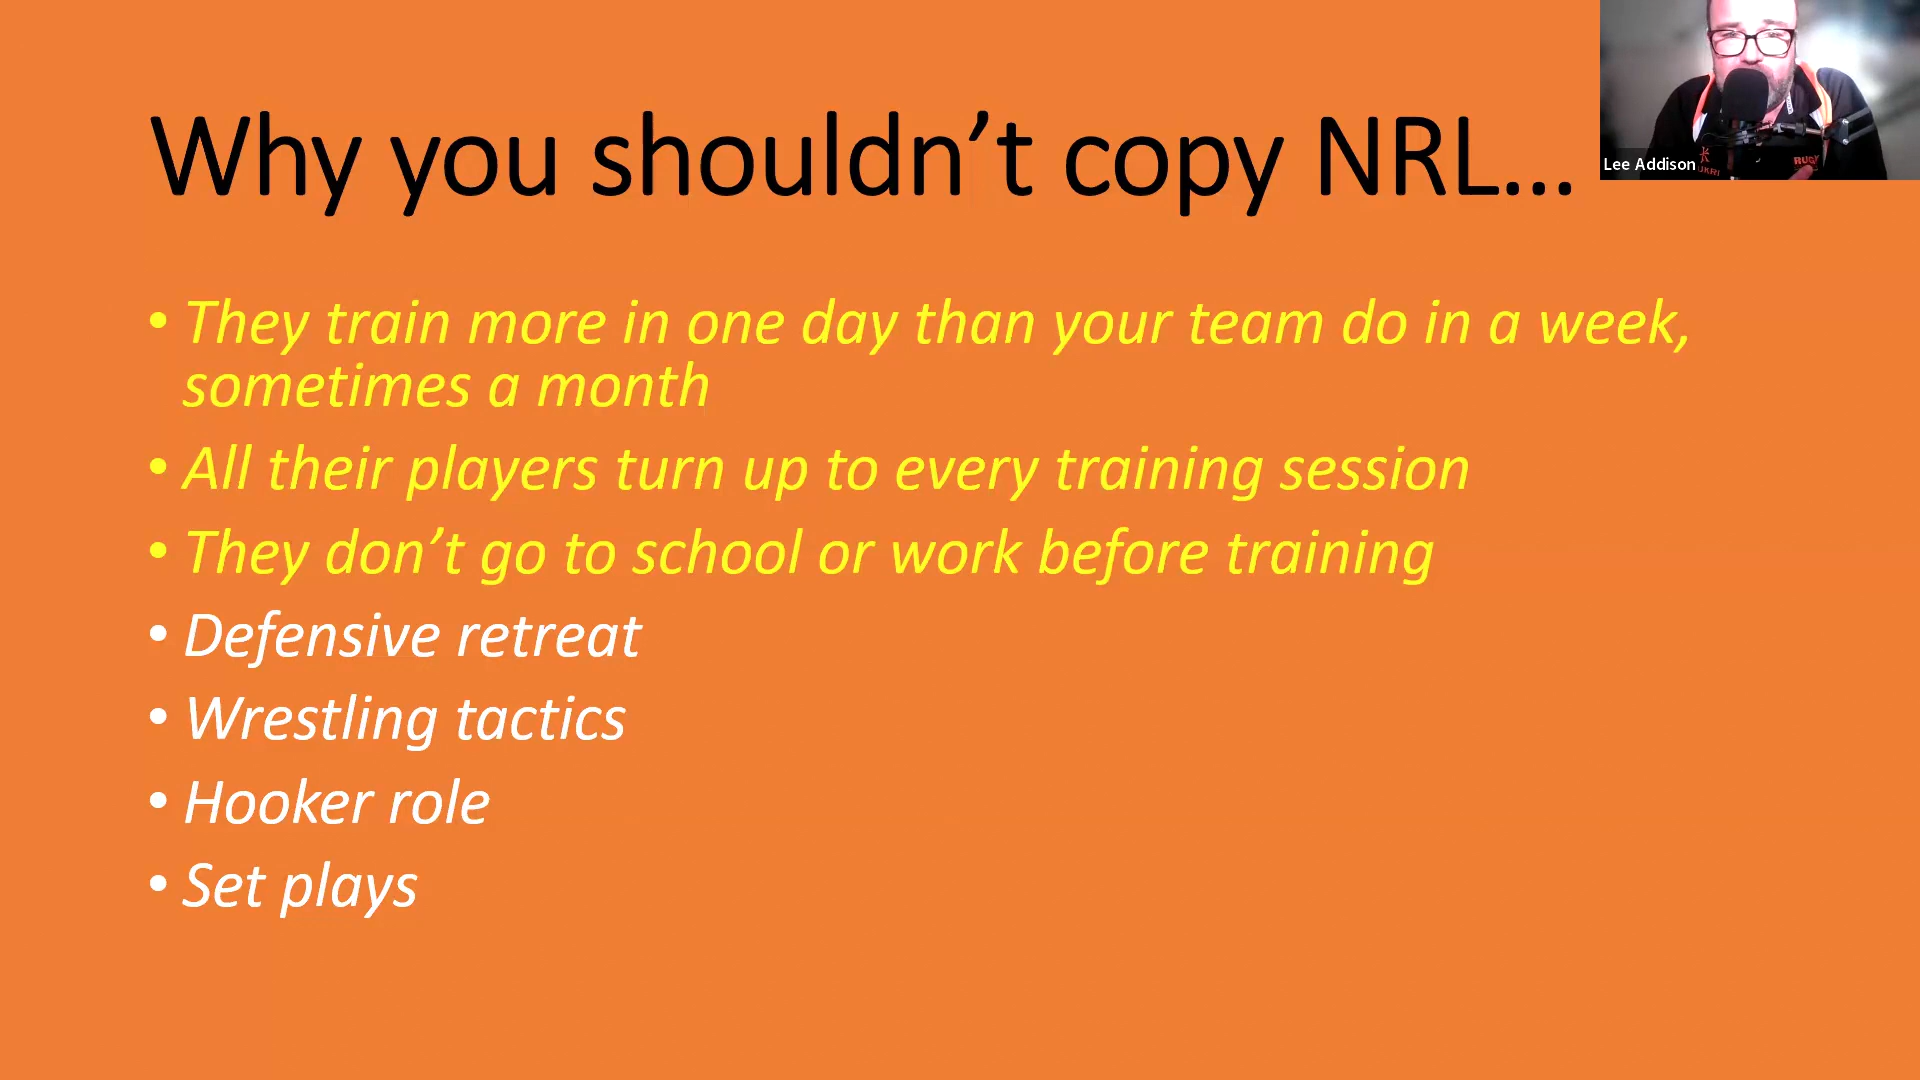 Why you shouldn’t copy NRL...
Lee Addison
• They train more in one day than your team do in a week,
sometimes a month
• All their players turn up to every training session
• They don’t go to school or work before training
• Defensive retreat
• Wrestling tactics
• Hooker role
• Set plays